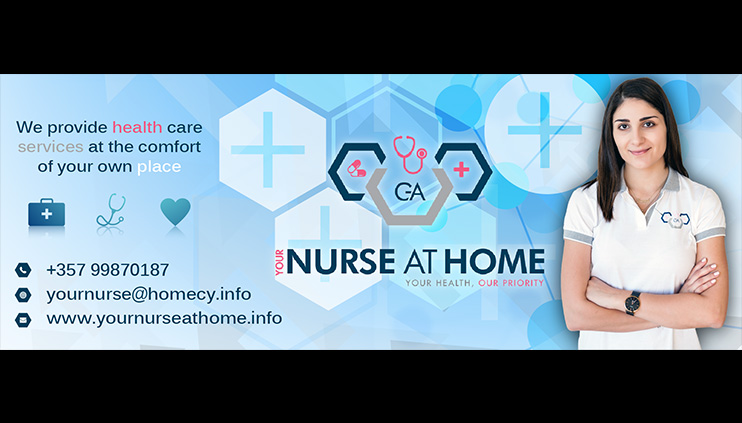 We provide health care
services at the comfort
of your own place
+357 99870187
yournurse@homecy.info
www.yournurseathome.info
GA
YOUR
NURSE AT HOME
YOUR HEALTH, OUR PRIORITY